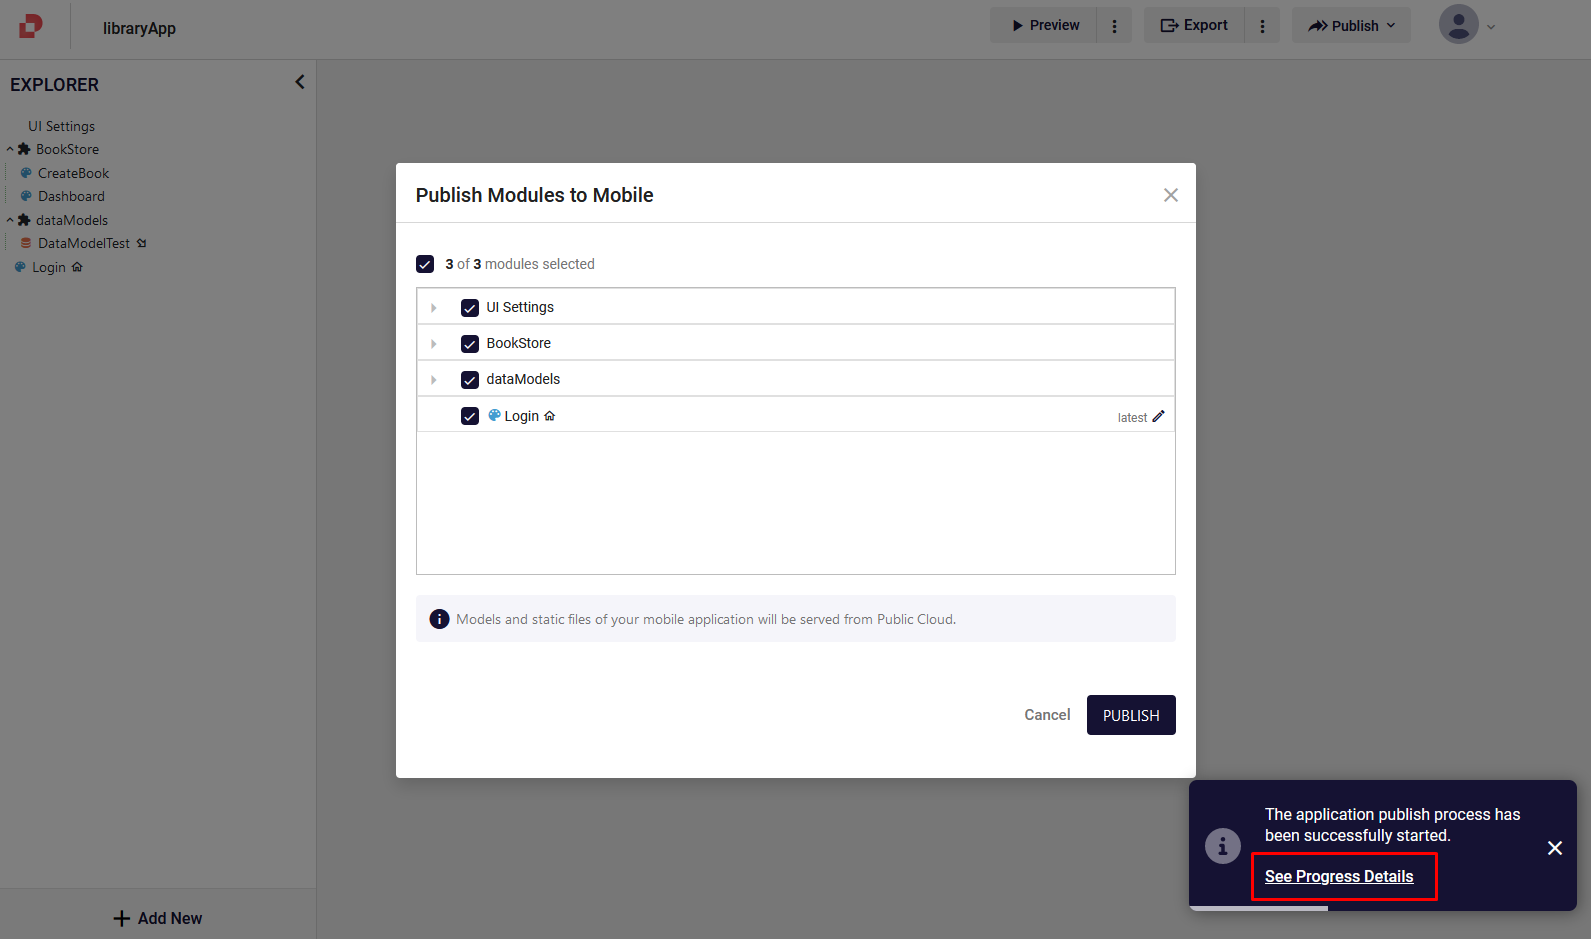 libraryApp
Preview
Export
Publish
EXPLORER
UI Settings
BookStore
CreateBook
Dashboard
dataModels
DataModelTest
Login
Add New
Publish Modules to Mobile
3 of 3 modules selected
UI Settings
BookStore
dataModels
Login
latest
Models and static files of your mobile application will be served from Public Cloud.
Cancel
PUBLISH
The application publish process has
been successfully started.
See Progress Details